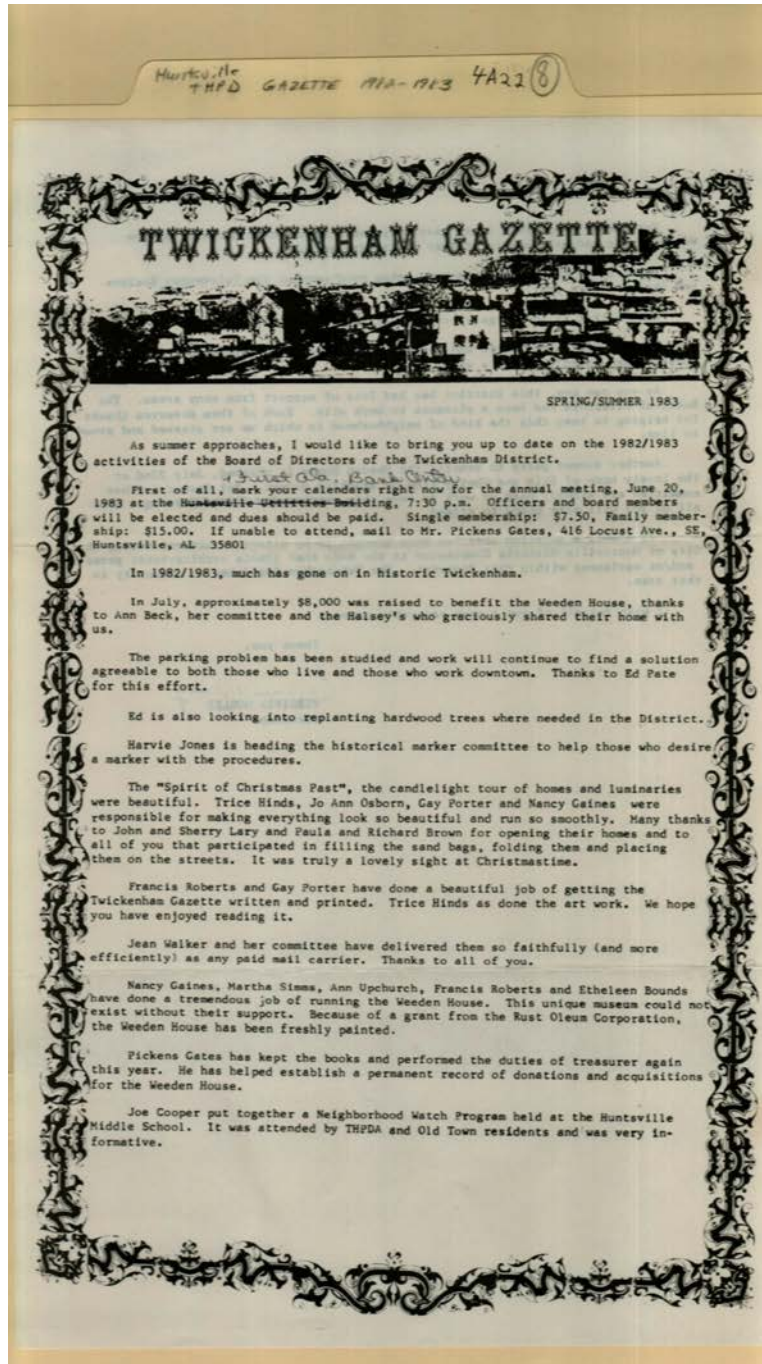 Huntsville
THPD GAZETTE 1982-1983 4A22 8
TWICKENHAM GAZETTE
SPRING/SUMMER 1983
As summer approaches, I would like to bring you up to date on the 1982/1983
activities of the Board of Directors of the Twickenham District.
First Ala. Bank
First of all, mark your calendars right now for the annual meeting, June 20,
1983 at the Huntsville Utilities Building, 7:30 p.m. Officers and board members
will be elected and dues should be paid. Single membership: $7.50, Family member-
ship: $15.00. If unable to attend, mail to Mr. Pickens Gates, 416 Locust Ave., SE,
Huntsville, AL 35801
In 1982/1983, much has gone on in historic Twickenham.
In July, approximately $8,000 was raised to benefit the Weeden House, thanks
to Ann Beck, her committee and the Halsey's who graciously shared their home with
us.
The parking problem has been studied and work will continue to find a solution
agreeable to both those who live and those who work downtown. Thanks to Ed Pate
for this effort.
Ed is also looking into replanting hardwood trees where needed in the District.
Harvie Jones is heading the historical marker committee to help those who desire
a marker with the procedures.
The "Spirit of Christmas Past", the candlelight tour of homes and luminaries
were beautiful. Trice Hinds, Jo Ann Osborn, Gay Porter and Nancy Gaines were
responsible for making everything look so beautiful and run so smoothly. Many thanks
to John and Sherry Lary and Paula and Richard Brown for opening their homes and to
all of you that participated in filling the sand bags, folding them and placing
them on the streets. It was truly a lovely sight at Christmastime.
Francis Roberts and Gay Porter have done a beautiful job of getting the
Twickenham Gazette written and printed. Trice Hinds as done the art work. We hope
you have enjoyed reading it.
Jean Walker and her committee have delivered them so faithfully (and more
efficiently) as any paid mail carrier. Thanks to all of you.
Nancy Gaines, Martha Simms, Ann Upchurch, Francis Roberts and Etheleen Bounds
have done a tremendous job of running the Weeden House. This unique museum could not
exist without their support. Because of a grant from the Rust Oleum Corporation,
the Weeden House has been freshly painted.
Pickens Gates has kept the books and performed the duties of treasurer again
this year. He has helped establish a permanent record of donations and acquisitions
for the Weeden House.
Joe Cooper put together a Neighborhood Watch Program held at the Huntsville
Middle School. It was attended by THPDA and Old Town residents and was very in-
formative.